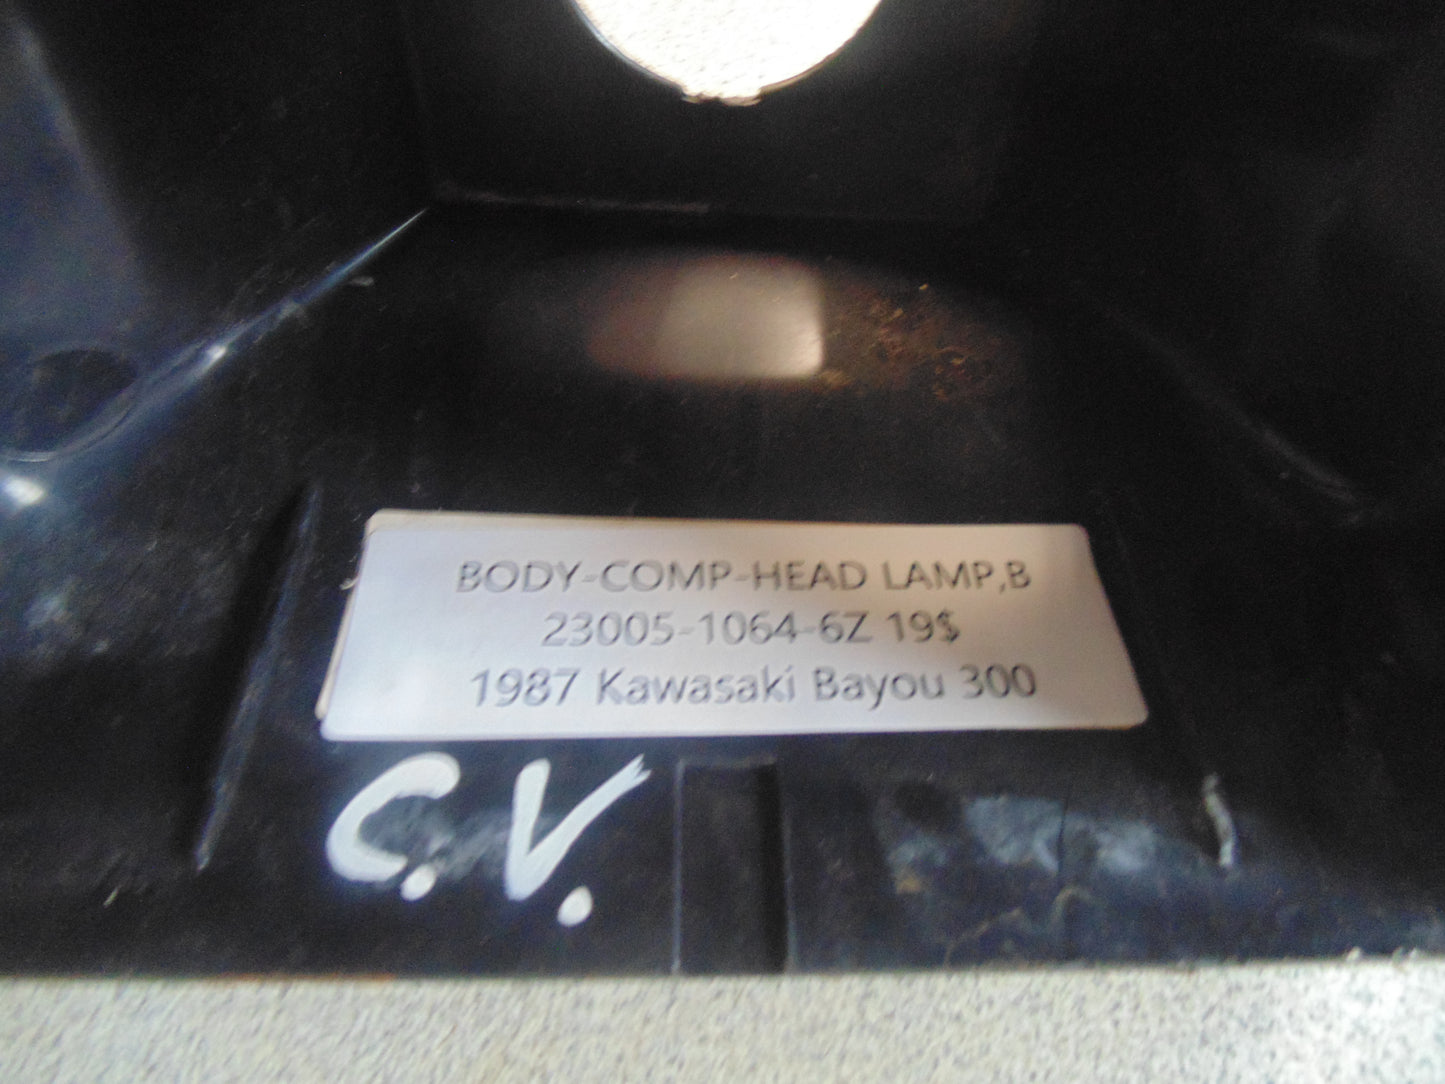 BODY-COMP-HEAD LAMP,B
23005-1064-6Z 19$
1987 Kawasaki Bayou 300
C.V.